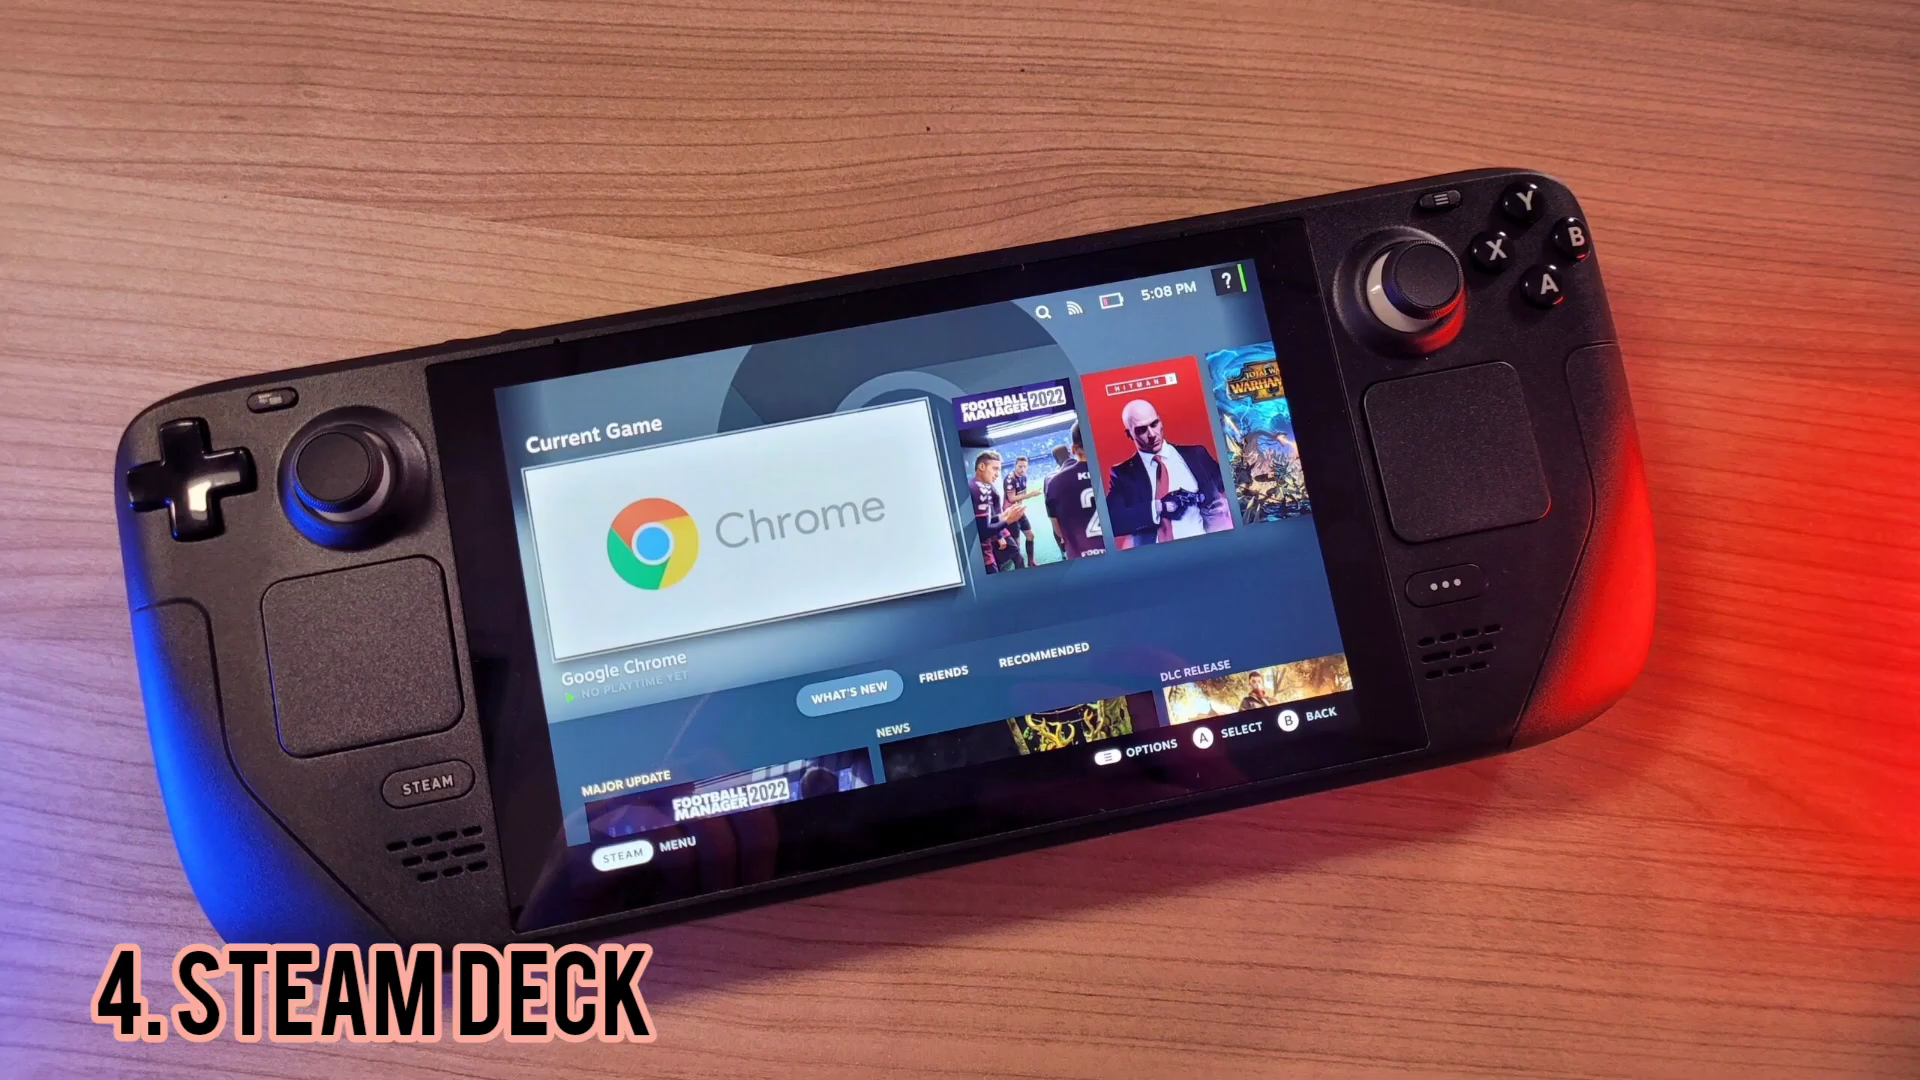 Y
B
X
A
5:08 PM
?
Current Game
Chrome
FOOTBALL
MANAGER 2022
HITMAN 2
Google Chrome
NO PLAYTIME YET
WHAT'S NEW
FRIENDS
RECOMMENDED
DLC RELEASE
NEWS
MAJOR UPDATE
FOOTBALL
MANAGER 2022
OPTIONS
A SELECT
B BACK
STEAM
STEAM MENU
4. STEAM DECK